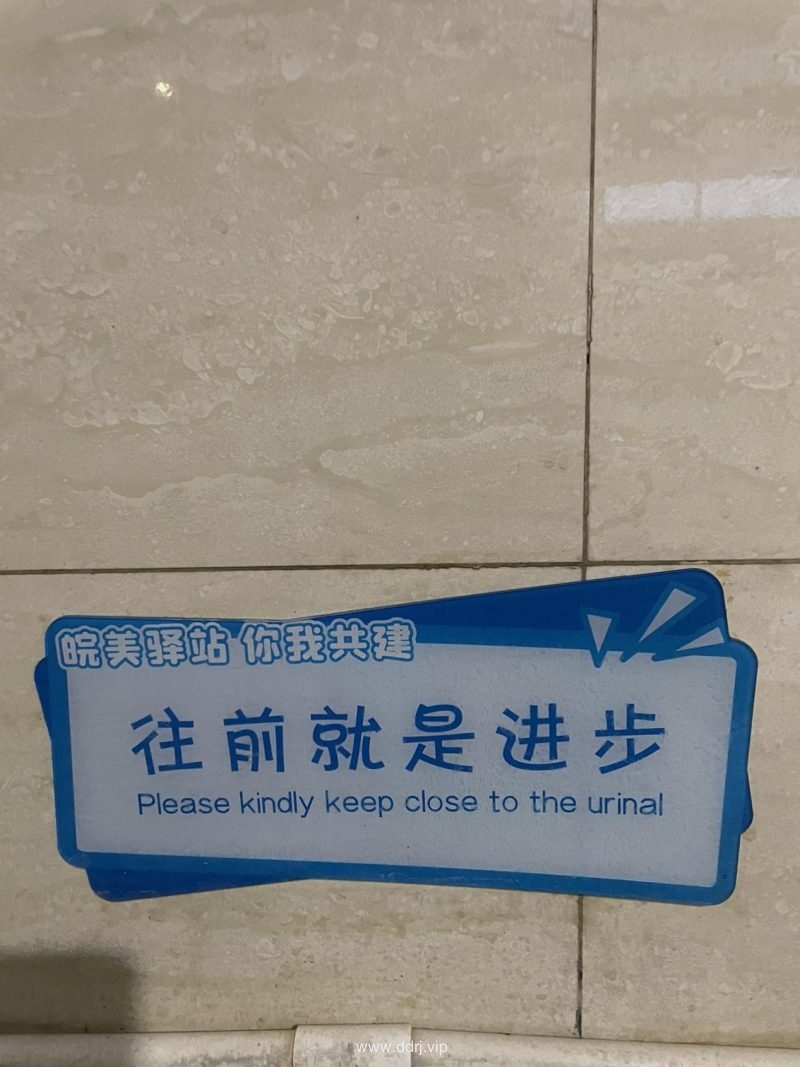 皖美驿站 你我共建
往前就是进步
Please kindly keep close to the urinal
www.ddrj.vip